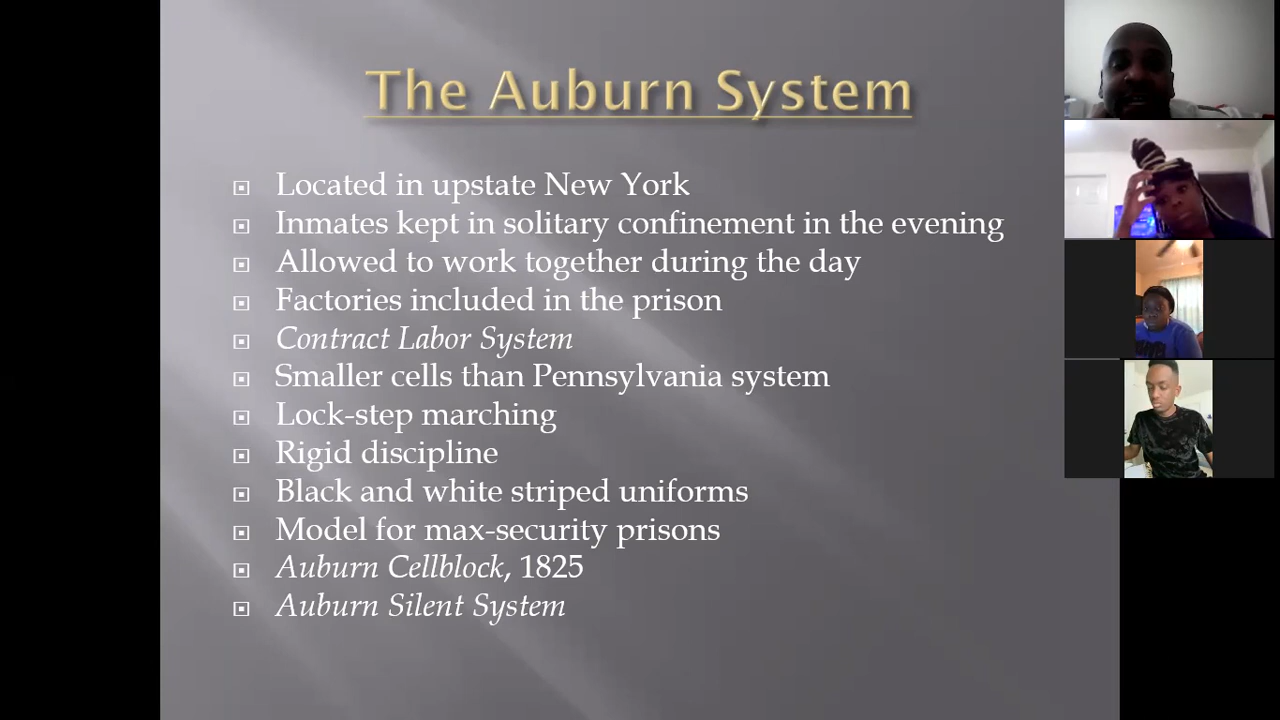 The Auburn System
Located in upstate New York
Inmates kept in solitary confinement in the evening
Allowed to work together during the day
Factories included in the prison
Contract Labor System
Smaller cells than Pennsylvania system
Lock-step marching
Rigid discipline
Black and white striped uniforms
Model for max-security prisons
Auburn Cellblock, 1825
Auburn Silent System